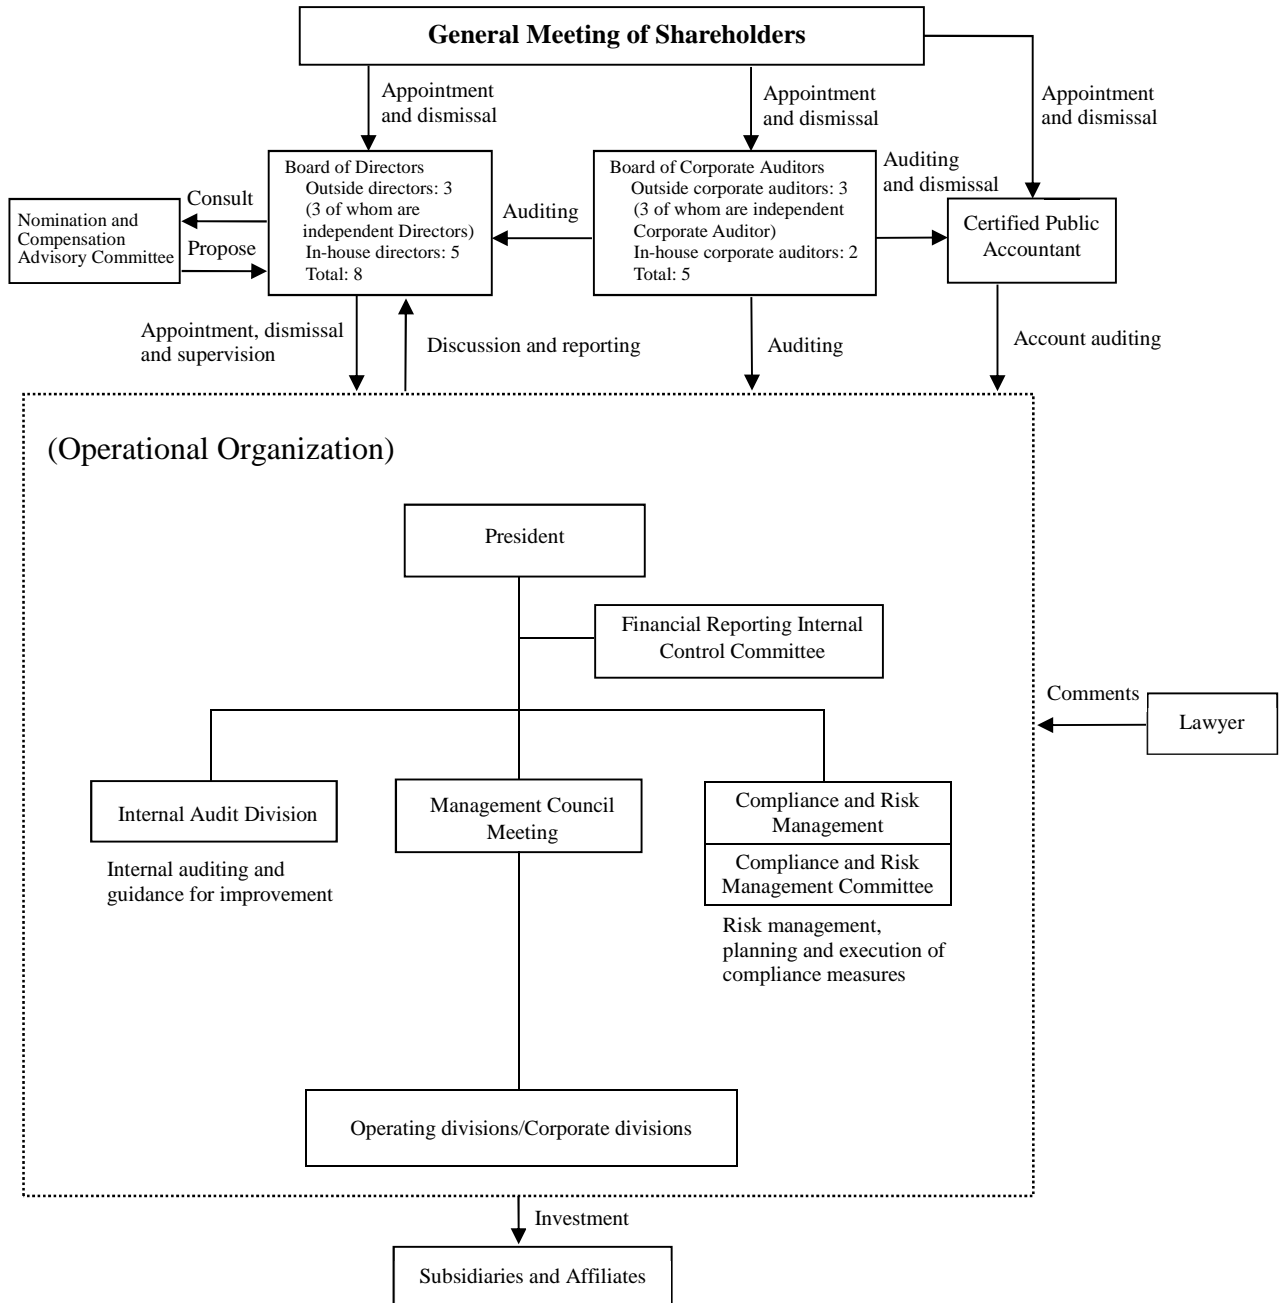 General Meeting of Shareholders
Appointment
and dismissal
Appointment
and dismissal
Appointment
and dismissal
Board of Directors
Outside directors: 3
(3 of whom are
independent Directors)
In-house directors: 5
Total: 8
Board of Corporate Auditors
Outside corporate auditors: 3
(3 of whom are independent
Corporate Auditor)
In-house corporate auditors: 2
Total: 5
Auditing
and dismissal
Consult
Auditing
Nomination and
Compensation
Advisory Committee
Propose
Certified Public
Accountant
Appointment, dismissal
and supervision
Discussion and reporting
Auditing
Account auditing
(Operational Organization)
President
Financial Reporting Internal
Control Committee
Comments
Lawyer
Internal Audit Division
Internal auditing and
guidance for improvement
Management Council
Meeting
Compliance and Risk
Management
Compliance and Risk
Management Committee
Risk management,
planning and execution of
compliance measures
Operating divisions/Corporate divisions
Investment
Subsidiaries and Affiliates